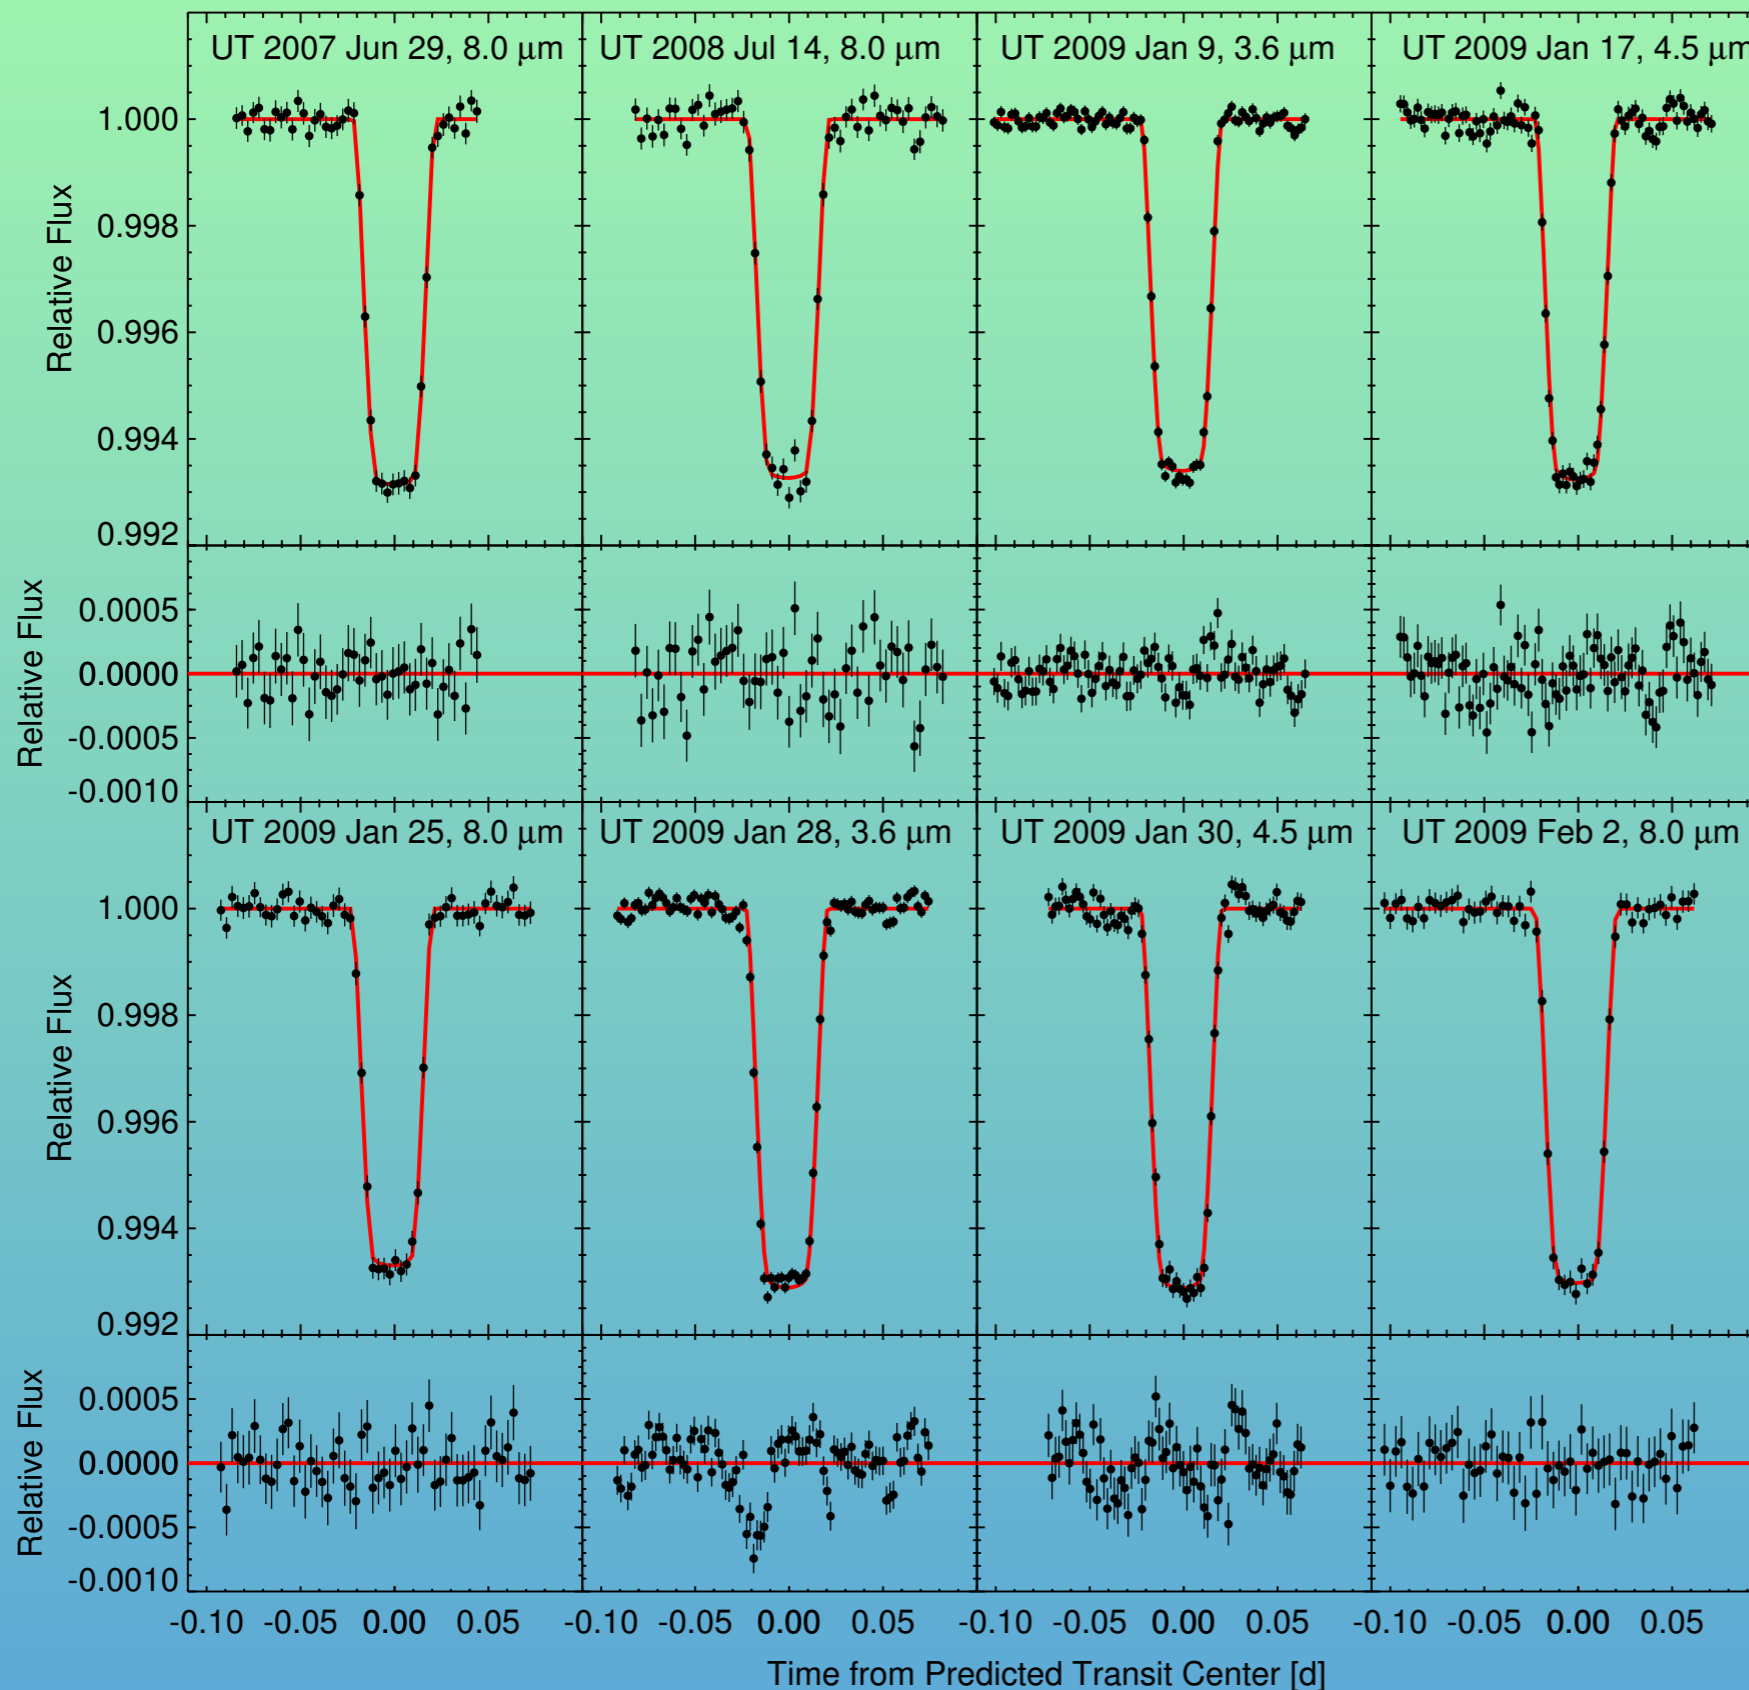 UT 2007 Jun 29, 8.0 μm
UT 2008 Jul 14, 8.0 μm
UT 2009 Jan 9, 3.6 μm
UT 2009 Jan 17, 4.5 μm
Relative Flux
1.000
0.998
0.996
0.994
0.992
Relative Flux
0.0005
0.0000
-0.0005
-0.0010
UT 2009 Jan 25, 8.0 μm
UT 2009 Jan 28, 3.6 μm
UT 2009 Jan 30, 4.5 μm
UT 2009 Feb 2, 8.0 μm
Relative Flux
1.000
0.998
0.996
0.994
0.992
Relative Flux
0.0005
0.0000
-0.0005
-0.0010
-0.10 -0.05 0.00 0.05 -0.10 -0.05 0.00 0.05 -0.10 -0.05 0.00 0.05 -0.10 -0.05 0.00 0.05
Time from Predicted Transit Center [d]